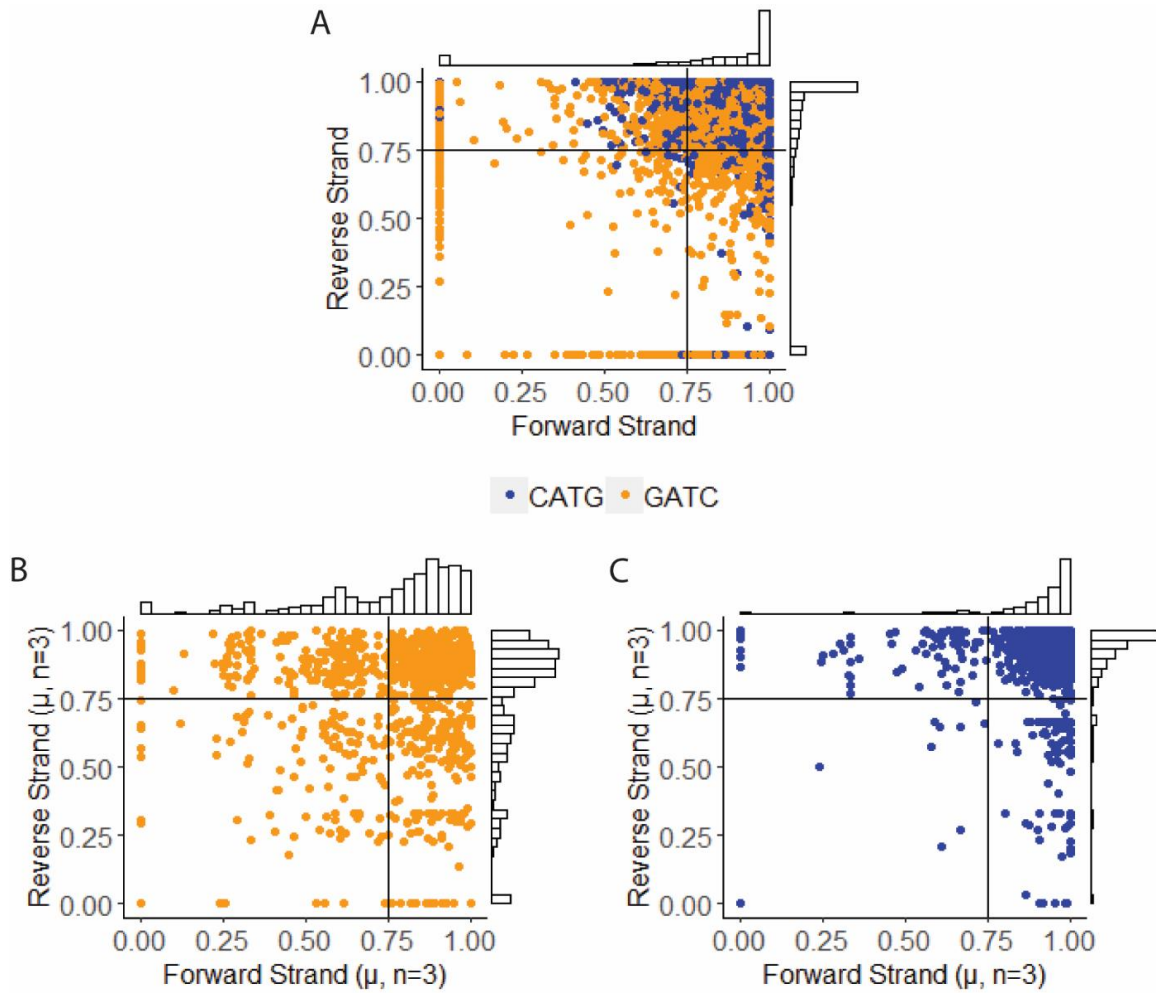 A
1.00
0.75
0.50
0.25
0.00
Reverse Strand
0.00 0.25 0.50 0.75 1.00
Forward Strand
CATG GATC
B
1.00
0.75
0.50
0.25
0.00
Reverse Strand (μ, n=3)
0.00 0.25 0.50 0.75 1.00
Forward Strand (μ, n=3)
C
1.00
0.75
0.50
0.25
0.00
Reverse Strand (μ, n=3)
0.00 0.25 0.50 0.75 1.00
Forward Strand (μ, n=3)